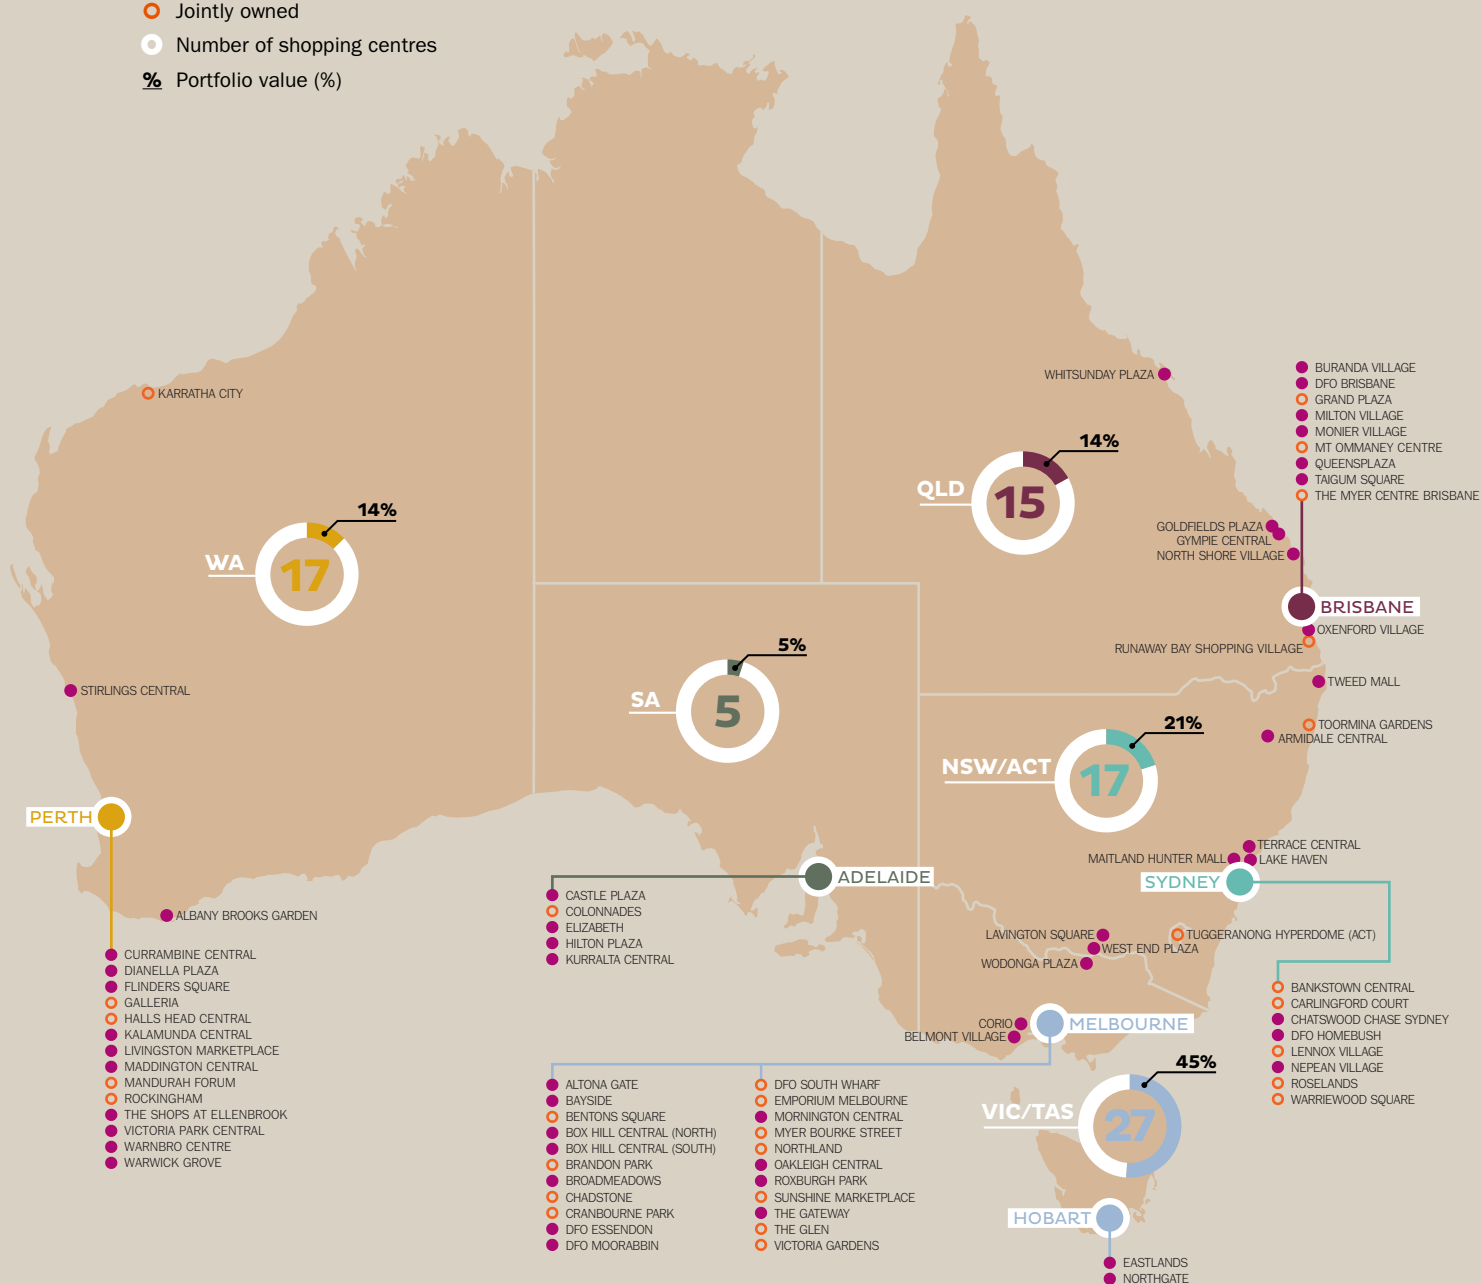 Jointly owned
Number of shopping centres
% Portfolio value (%)
KARRATHA CITY
WHITSUNDAY PLAZA
BURANDA VILLAGE
DFO BRISBANE
GRAND PLAZA
MILTON VILLAGE
MONIER VILLAGE
MT OMMANEY CENTRE
QUEENSPLAZA
TAIGUM SQUARE
THE MYER CENTRE BRISBANE
14%
QLD
15
14%
WA
17
GOLDFIELDS PLAZA
GYMPIE CENTRAL
NORTH SHORE VILLAGE
BRISBANE
OXENFORD VILLAGE
RUNAWAY BAY SHOPPING VILLAGE
5%
SA
5
STIRLINGS CENTRAL
TWEED MALL
TOORMINA GARDENS
ARMIDALE CENTRAL
21%
NSW/ACT
17
PERTH
TERRACE CENTRAL
MAITLAND HUNTER MALL
LAKE HAVEN
SYDNEY
ADELAIDE
CASTLE PLAZA
COLONNADES
ELIZABETH
HILTON PLAZA
KURRALTA CENTRAL
ALBANY BROOKS GARDEN
LAVINGTON SQUARE
TUGGERANONG HYPERDOME (ACT)
WEST END PLAZA
WODONGA PLAZA
CURRAMBINE CENTRAL
DIANELLA PLAZA
FLINDERS SQUARE
GALLERIA
HALLS HEAD CENTRAL
KALAMUNDA CENTRAL
LIVINGSTON MARKETPLACE
MADDINGTON CENTRAL
MANDURAH FORUM
ROCKINGHAM
THE SHOPS AT ELLENBROOK
VICTORIA PARK CENTRAL
WARNBRO CENTRE
WARWICK GROVE
BANKSTOWN CENTRAL
CARLINGFORD COURT
CHATSWOOD CHASE SYDNEY
DFO HOMEBUSH
LENNOX VILLAGE
NEPEAN VILLAGE
ROSELANDS
WARRIEWOOD SQUARE
CORIO
MELBOURNE
BELMONT VILLAGE
45%
VIC/TAS
27
ALTONA GATE
BAYSIDE
BENTONS SQUARE
BOX HILL CENTRAL (NORTH)
BOX HILL CENTRAL (SOUTH)
BRANDON PARK
BROADMEADOWS
CHADSTONE
CRANBOURNE PARK
DFO ESSENDON
DFO MOORABBIN
DFO SOUTH WHARF
EMPORIUM MELBOURNE
MORNINGTON CENTRAL
MYER BOURKE STREET
NORTHLAND
OAKLEIGH CENTRAL
ROXBURGH PARK
SUNSHINE MARKETPLACE
THE GATEWAY
THE GLEN
VICTORIA GARDENS
HOBART
EASTLANDS
NORTHGATE